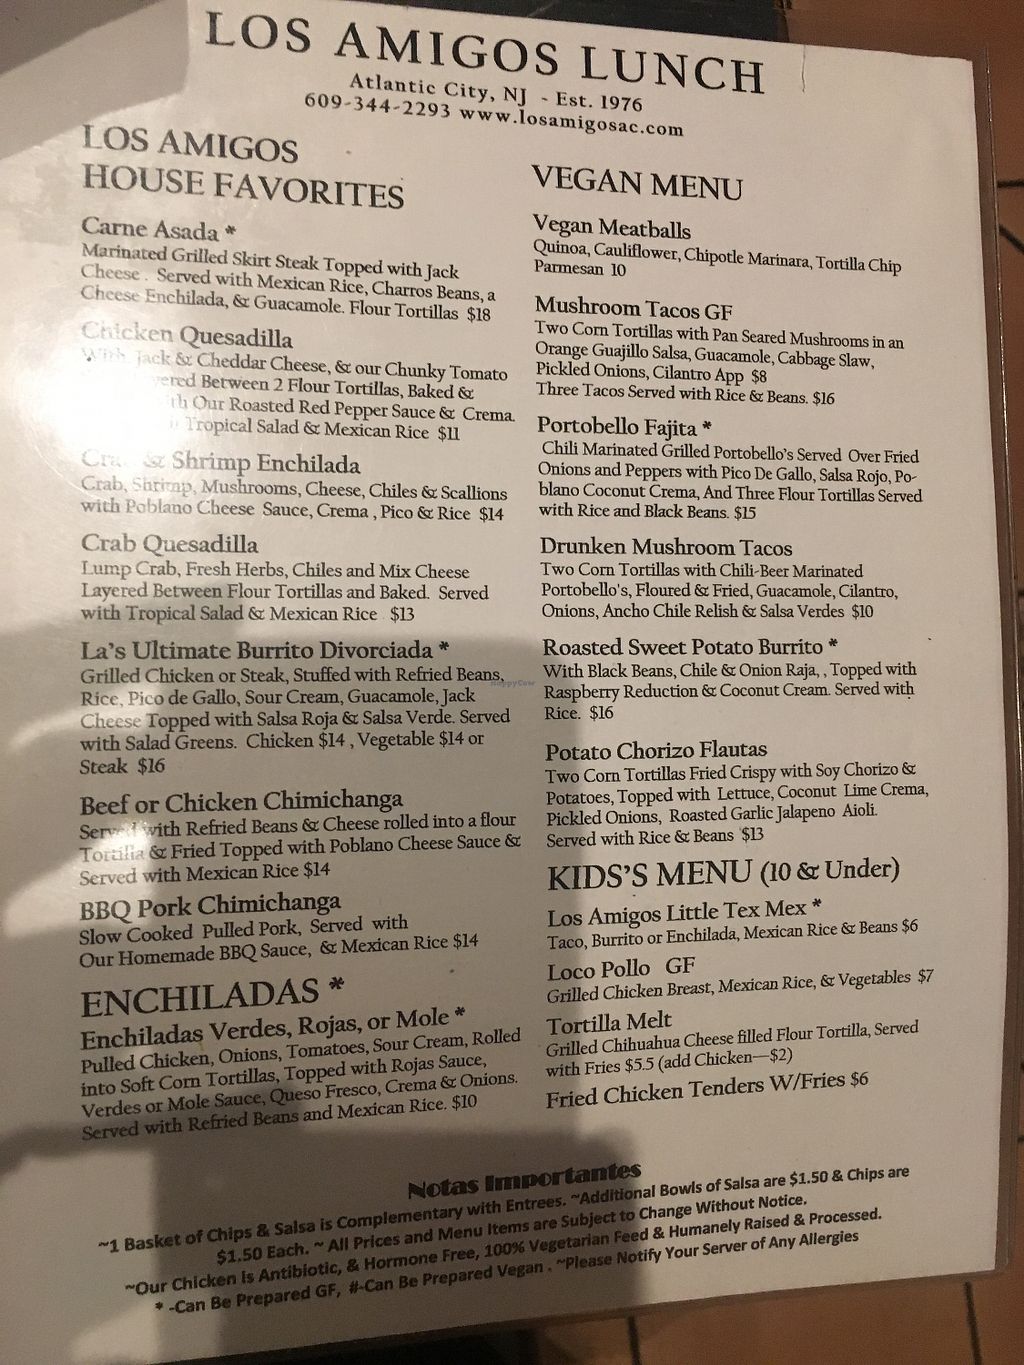 LOS AMIGOS LUNCH
Atlantic City, NJ - Est. 1976
609-344-2293 www.losamigosac.com
LOS AMIGOS
HOUSE FAVORITES
Carne Asada *
Marinated Grilled Skirt Steak Topped with Jack
Cheese . Served with Mexican Rice, Charros Beans, a
Cheese Enchilada, & Guacamole. Flour Tortillas $18
Chicken Quesadilla
With Jack & Cheddar Cheese, & our Chunky Tomato
Between 2 Flour Tortillas, Baked &
Our Roasted Red Pepper Sauce & Crema.
Tropical Salad & Mexican Rice $11
Crab & Shrimp Enchilada
Crab, Shrimp, Mushrooms, Cheese, Chiles & Scallions
with Poblano Cheese Sauce, Crema , Pico & Rice $14
Crab Quesadilla
Lump Crab, Fresh Herbs, Chiles and Mix Cheese
Layered Between Flour Tortillas and Baked. Served
with Tropical Salad & Mexican Rice $13
La's Ultimate Burrito Divorciada *
Grilled Chicken or Steak, Stuffed with Refried Beans,
Rice, Pico de Gallo, Sour Cream, Guacamole, Jack
Cheese Topped with Salsa Roja & Salsa Verde. Served
with Salad Greens. Chicken $14 , Vegetable $14 or
Steak $16
Beef or Chicken Chimichanga
Served with Refried Beans & Cheese rolled into a flour
Tortilla & Fried Topped with Poblano Cheese Sauce &
Served with Mexican Rice $14
BBQ Pork Chimichanga
Slow Cooked Pulled Pork, Served with
Our Homemade BBQ Sauce, & Mexican Rice $14
ENCHILADAS *
Enchiladas Verdes, Rojas, or Mole *
Pulled Chicken, Onions, Tomatoes, Sour Cream, Rolled
into Soft Corn Tortillas, Topped with Rojas Sauce,
Verdes or Mole Sauce, Queso Fresco, Crema & Onions.
Served with Refried Beans and Mexican Rice. $10
VEGAN MENU
Vegan Meatballs
Quinoa, Cauliflower, Chipotle Marinara, Tortilla Chip
Parmesan 10
Mushroom Tacos GF
Two Corn Tortillas with Pan Seared Mushrooms in an
Orange Guajillo Salsa, Guacamole, Cabbage Slaw,
Pickled Onions, Cilantro App $8
Three Tacos Served with Rice & Beans. $16
Portobello Fajita *
Chili Marinated Grilled Portobello's Served Over Fried
Onions and Peppers with Pico De Gallo, Salsa Rojo, Po-
blano Coconut Crema, And Three Flour Tortillas Served
with Rice and Black Beans. $15
Drunken Mushroom Tacos
Two Corn Tortillas with Chili-Beer Marinated
Portobello's, Floured & Fried, Guacamole, Cilantro,
Onions, Ancho Chile Relish & Salsa Verdes $10
Roasted Sweet Potato Burrito *
With Black Beans, Chile & Onion Raja, , Topped with
Raspberry Reduction & Coconut Cream. Served with
Rice. $16
Potato Chorizo Flautas
Two Corn Tortillas Fried Crispy with Soy Chorizo &
Potatoes, Topped with Lettuce, Coconut Lime Crema,
Pickled Onions, Roasted Garlic Jalapeno Aioli.
Served with Rice & Beans $13
KIDS'S MENU (10 & Under)
Los Amigos Little Tex Mex *
Taco, Burrito or Enchilada, Mexican Rice & Beans $6
Loco Pollo GF
Grilled Chicken Breast, Mexican Rice, & Vegetables $7
Tortilla Melt
Grilled Chihuahua Cheese filled Flour Tortilla, Served
with Fries $5.5 (add Chicken—$2)
Fried Chicken Tenders W/Fries $6
Notas Importantes
~1 Basket of Chips & Salsa is Complementary with Entrees. ~Additional Bowls of Salsa are $1.50 & Chips are
$1.50 Each. ~ All Prices and Menu Items are Subject to Change Without Notice.
~Our Chicken is Antibiotic, & Hormone Free, 100% Vegetarian Feed & Humanely Raised & Processed.
* -Can Be Prepared GF, #-Can Be Prepared Vegan . ~Please Notify Your Server of Any Allergies
HappyCow